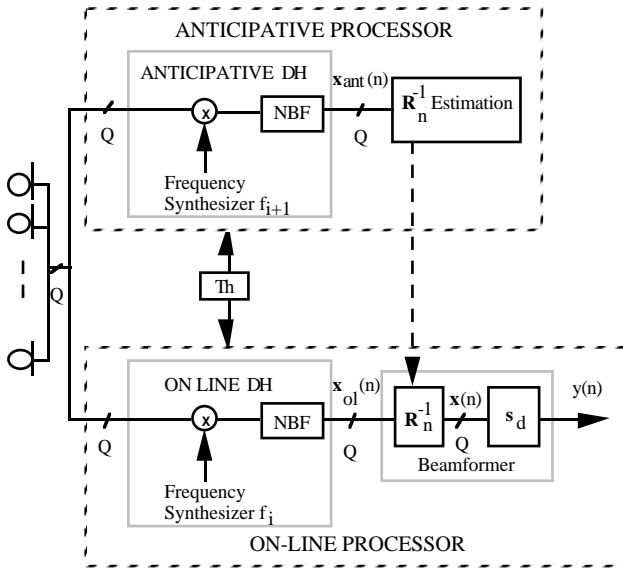 ANTICIPATIVE PROCESSOR
ANTICIPATIVE DH
x_ant(n)
Q
x
NBF
Q
R_n^-1 Estimation
Frequency
Synthesizer f_i+1
Q
Th
ON LINE DH
x_ol(n)
Q
x
NBF
Q
R_n^-1
x(n)
Q
s_d
y(n)
Beamformer
Frequency
Synthesizer f_i
ON-LINE PROCESSOR